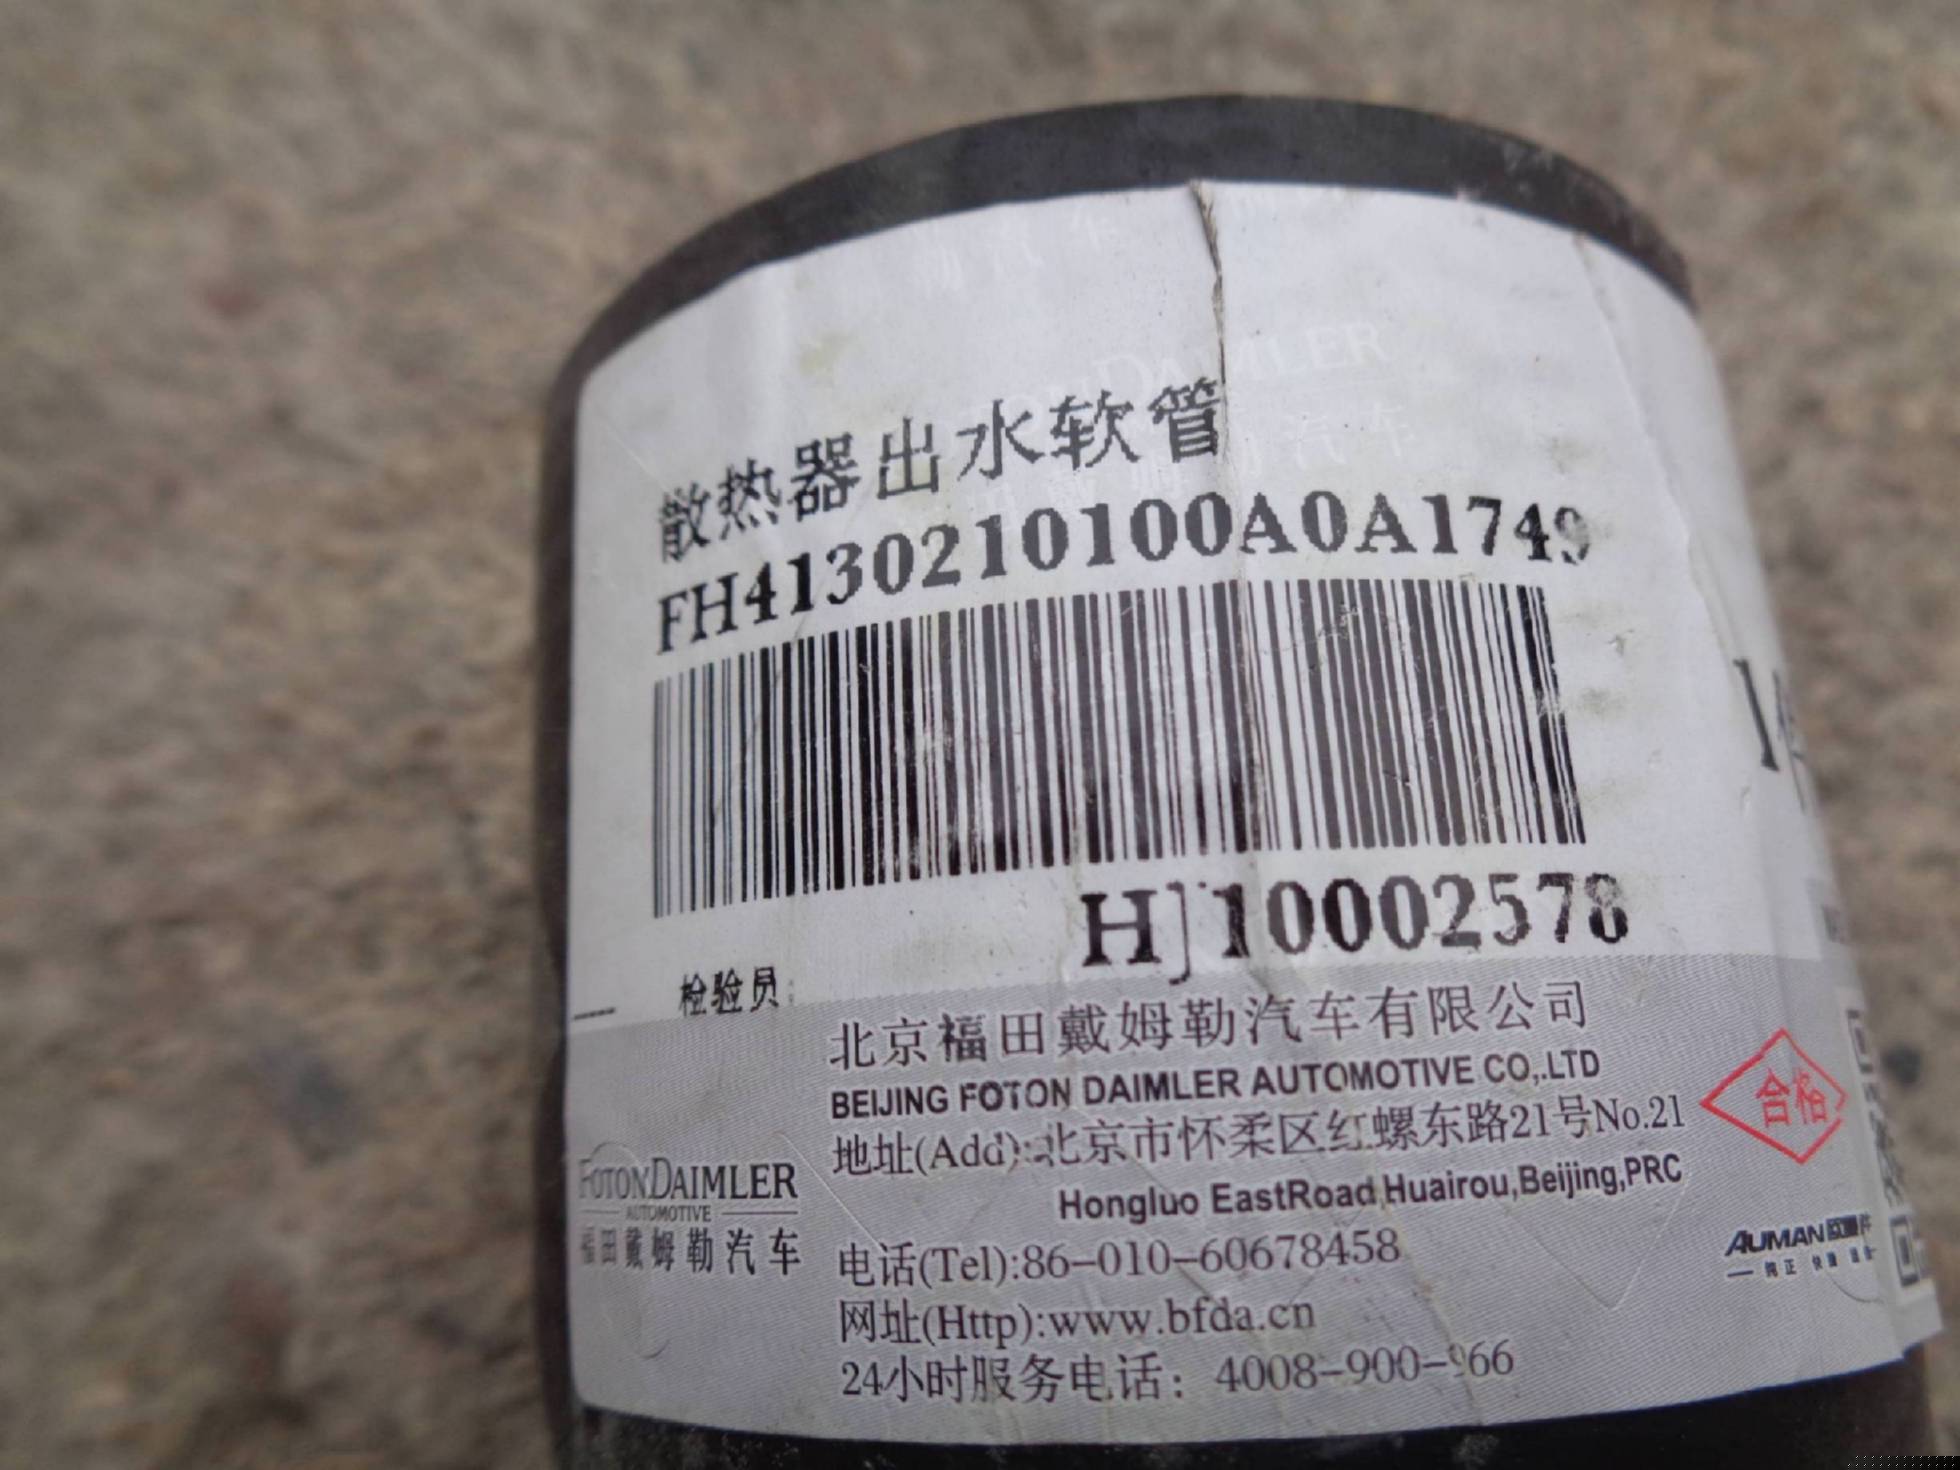 散热器出水软管
FH4130210100A0A1749
HJ10002578
检验员:
北京福田戴姆勒汽车有限公司
BEIJING FOTON DAIMLER AUTOMOTIVE CO,.LTD
地址(Add):北京市怀柔区红螺东路21号No.21
Hongluo EastRoad,Huairou,Beijing,PRC
电话(Tel):86-010-60678458
网址(Http):www.bfda.cn
24小时服务电话：4008-900-966
FOTON DAIMLER
AUTOMOTIVE
福田戴姆勒汽车
合格
AUMAN
纯正 快捷